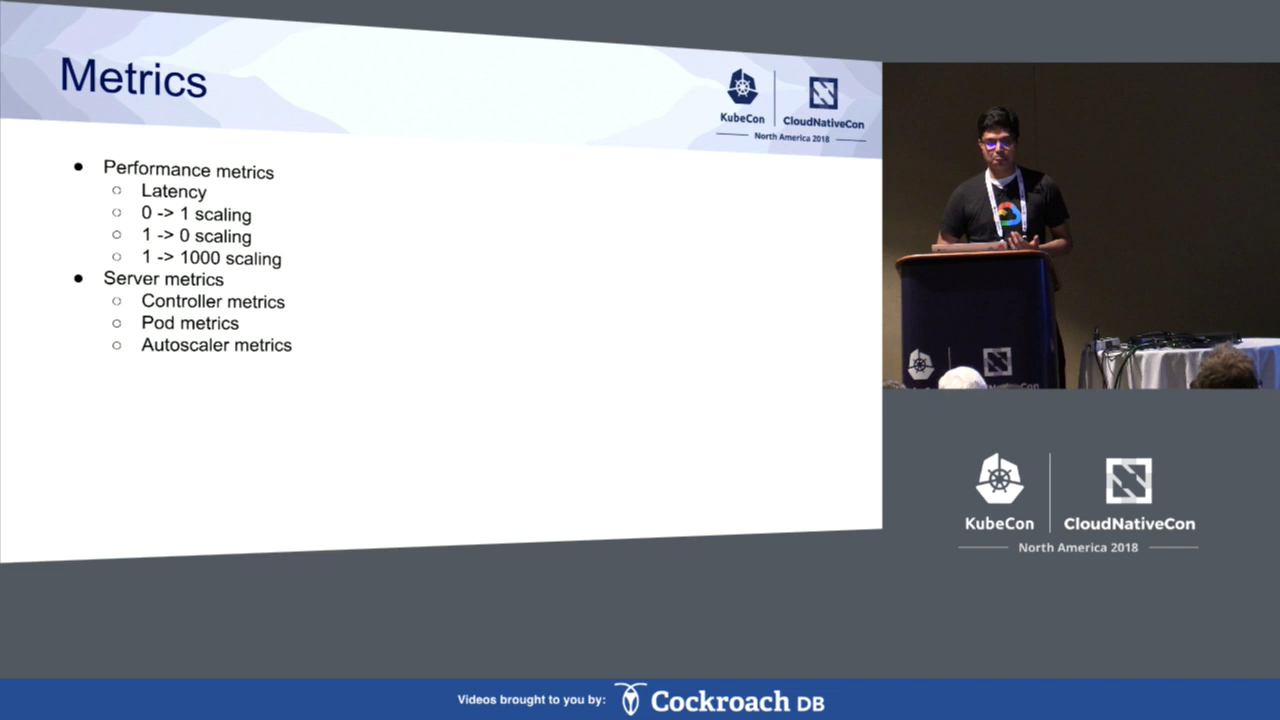 Metrics
KubeCon
CloudNativeCon
North America 2018
● Performance metrics
○ Latency
○ 0 -> 1 scaling
○ 1 -> 0 scaling
○ 1 -> 1000 scaling
● Server metrics
○ Controller metrics
○ Pod metrics
○ Autoscaler metrics
KubeCon
CloudNativeCon
North America 2018
Videos brought to you by:
Cockroach DB